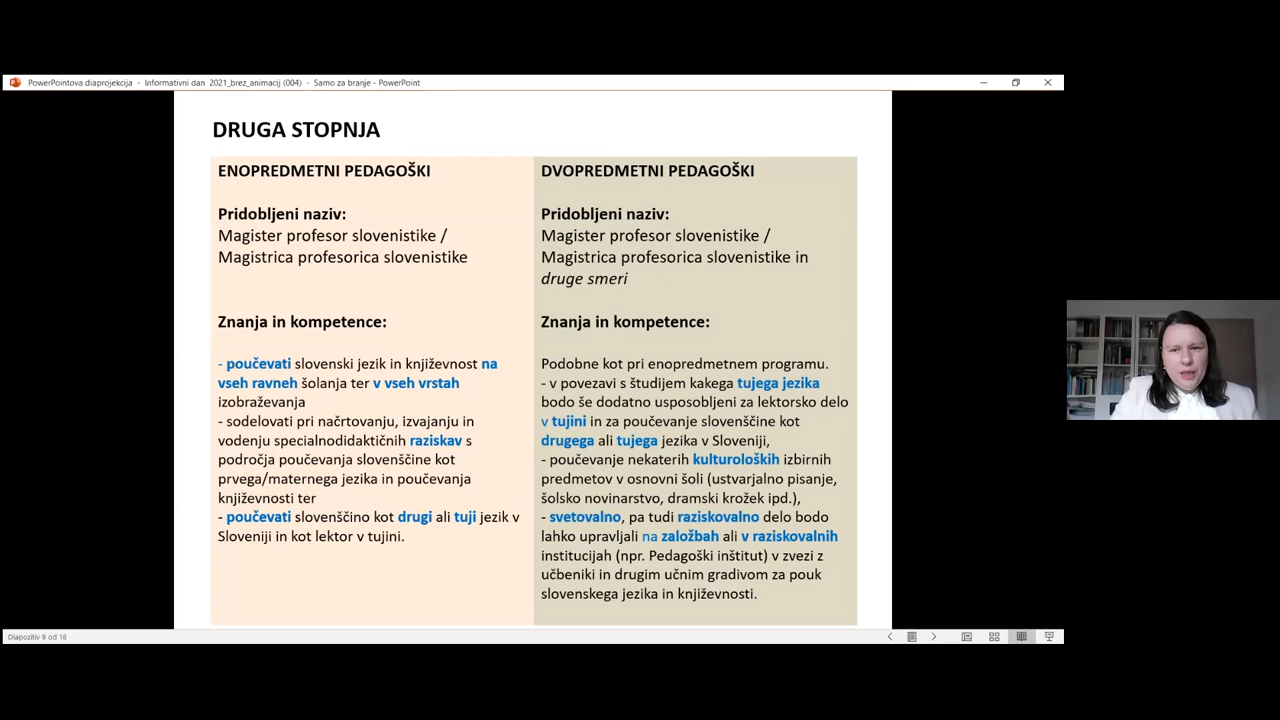 PowerPointova diaprojekcija - Informativni dan 2021_brez_animacij (004) - Samo za branje - PowerPoint
DRUGA STOPNJA
ENOPREDMETNI PEDAGOŠKI
Pridobljeni naziv:
Magister profesor slovenistike /
Magistrica profesorica slovenistike
Znanja in kompetence:
- poučevati slovenski jezik in književnost na
vseh ravneh šolanja ter v vseh vrstah
izobraževanja
- sodelovati pri načrtovanju, izvajanju in
vodenju specialnodidaktičnih raziskav s
področja poučevanja slovenščine kot
prvega/maternega jezika in poučevanja
književnosti ter
- poučevati slovenščino kot drugi ali tuji jezik v
Sloveniji in kot lektor v tujini.
DVOPREDMETNI PEDAGOŠKI
Pridobljeni naziv:
Magister profesor slovenistike /
Magistrica profesorica slovenistike in
druge smeri
Znanja in kompetence:
Podobne kot pri enopredmetnem programu.
- v povezavi s študijem kakega tujega jezika
bodo še dodatno usposobljeni za lektorsko delo
v tujini in za poučevanje slovenščine kot
drugega ali tujega jezika v Sloveniji,
- poučevanje nekaterih kulturoloških izbirnih
predmetov v osnovni šoli (ustvarjalno pisanje,
šolsko novinarstvo, dramski krožek ipd.),
- svetovalno, pa tudi raziskovalno delo bodo
lahko upravljali na založbah ali v raziskovalnih
institucijah (npr. Pedagoški inštitut) v zvezi z
učbeniki in drugim učnim gradivom za pouk
slovenskega jezika in književnosti.
Diapozitiv 9 od 18